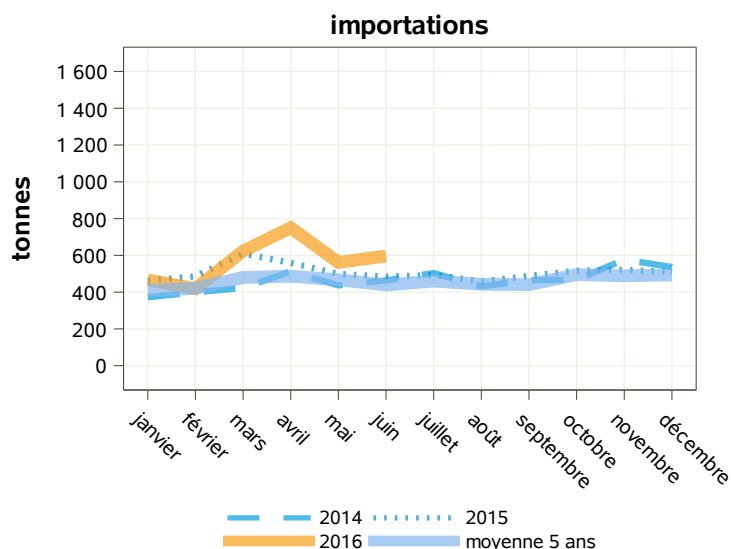 importations
tonnes
1 600
1 400
1 200
1 000
800
600
400
200
0
janvier
février
mars
avril
mai
juin
juillet
août
septembre
octobre
novembre
décembre
2014 2015
2016 moyenne 5 ans